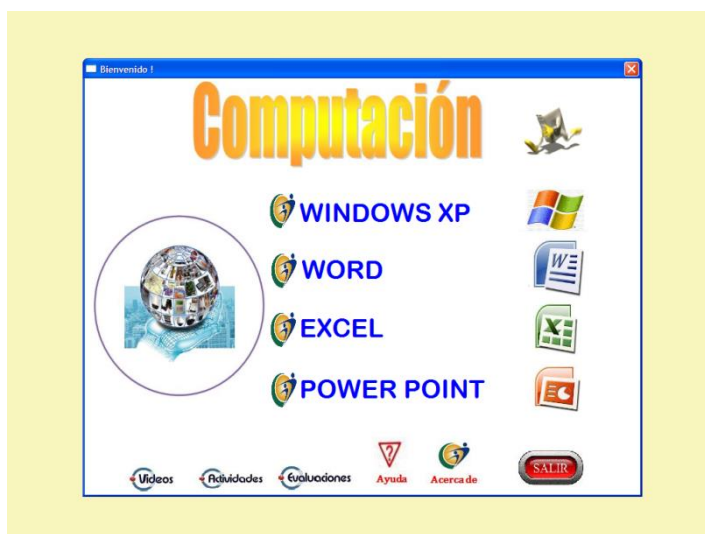 Bienvenido !
Computación
WINDOWS XP
WORD
EXCEL
POWER POINT
Videos
Actividades
Evaluaciones
?
Ayuda
Acerca de
SALIR